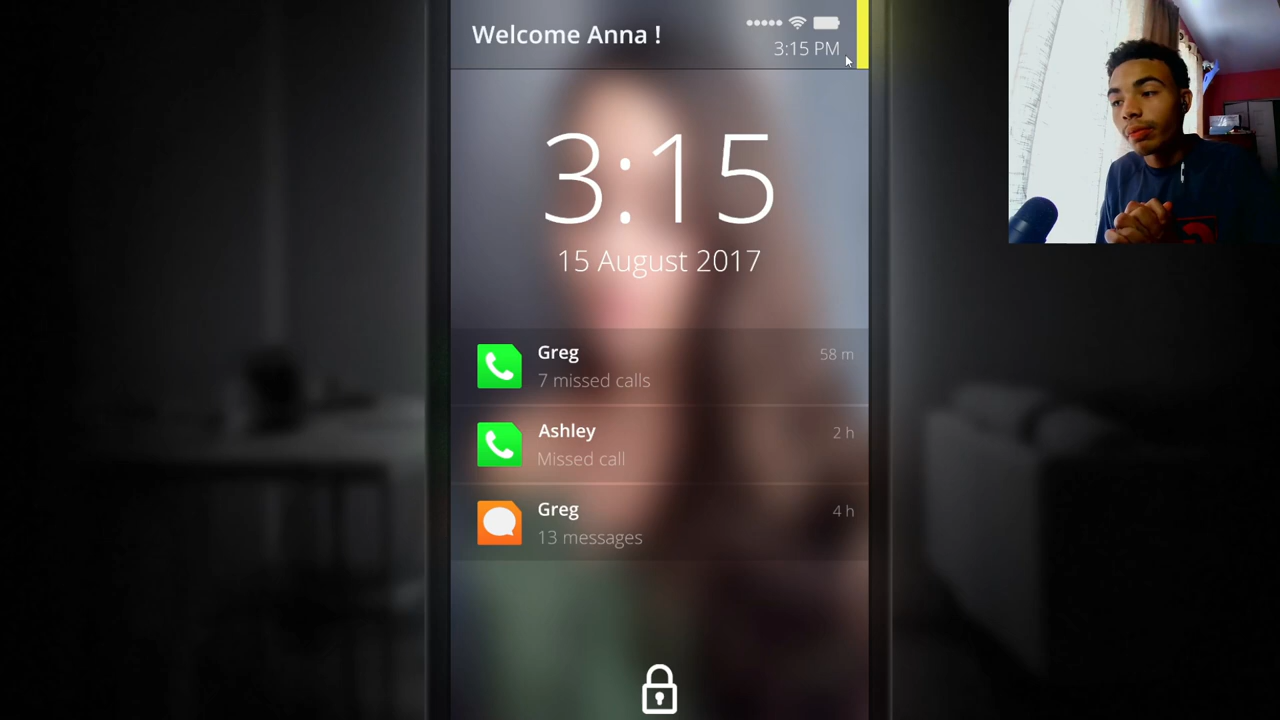 Welcome Anna !
3:15 PM
3:15
15 August 2017
Greg
58 m
7 missed calls
Ashley
2 h
Missed call
Greg
4 h
13 messages